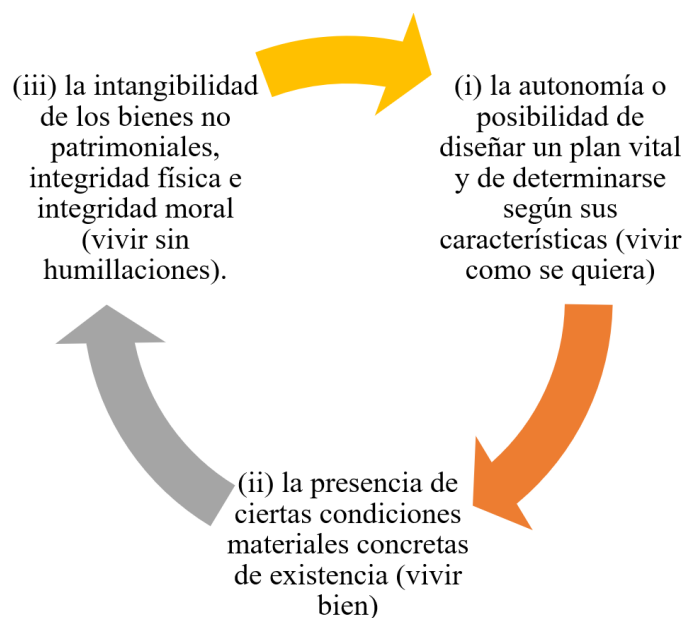 (i) la autonomía o
posibilidad de
diseñar un plan vital
y de determinarse
según sus
características (vivir
como se quiera)
(ii) la presencia de
ciertas condiciones
materiales concretas
de existencia (vivir
bien)
(iii) la intangibilidad
de los bienes no
patrimoniales,
integridad física e
integridad moral
(vivir sin
humillaciones).